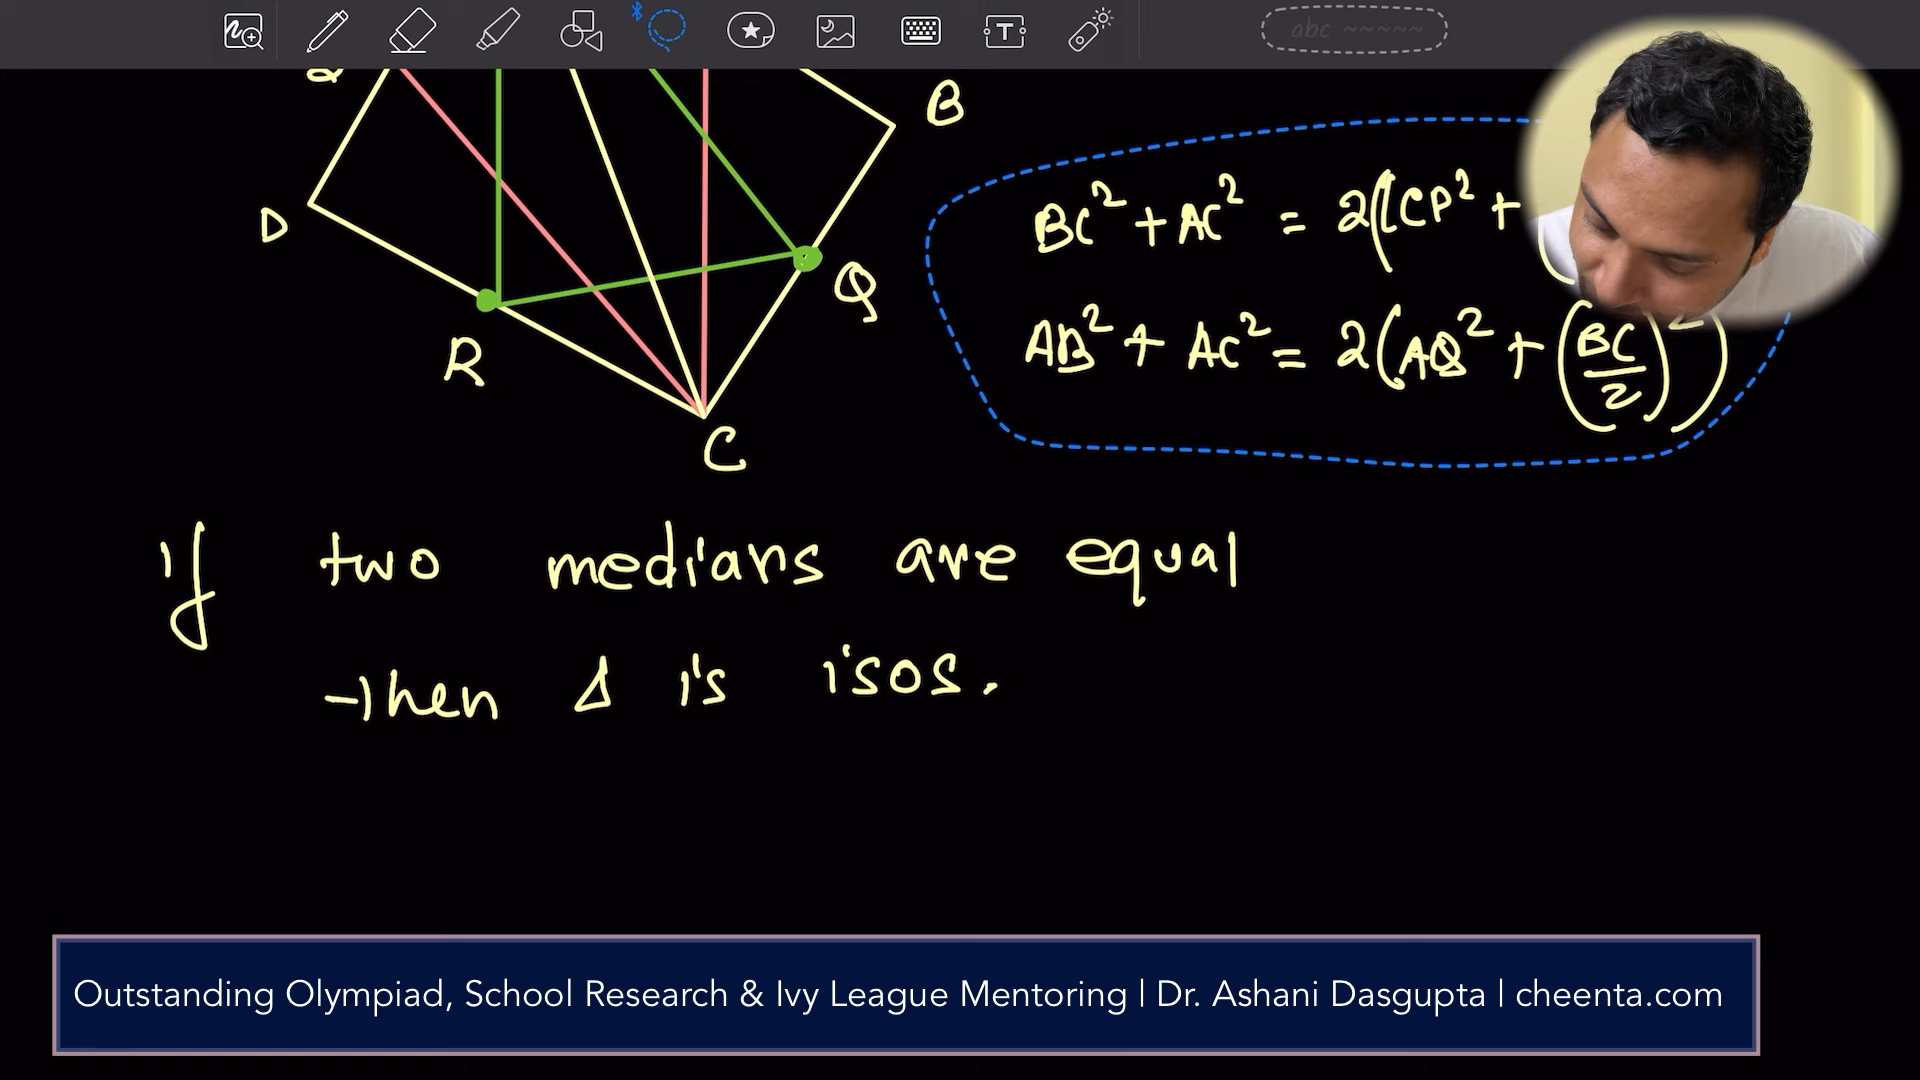 abc ~~~~~
T
Q
B
D
BC² + AC² = 2((CP² +
Q
AB² + AC² = 2(AQ² + (BC/2)²)
R
C
if two medians are equal
then Δ is isos.
Outstanding Olympiad, School Research & Ivy League Mentoring | Dr. Ashani Dasgupta | cheenta.com